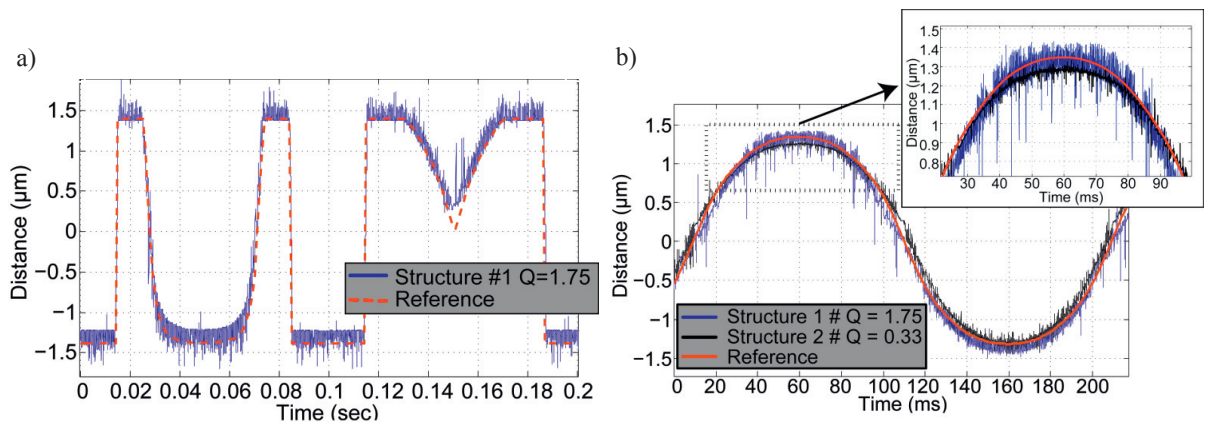 a)
Distance (µm)
1.5
1
0.5
0
−0.5
−1
−1.5
Structure #1 Q=1.75
Reference
0 0.02 0.04 0.06 0.08 0.1 0.12 0.14 0.16 0.18 0.2
Time (sec)
b)
Distance (µm)
1.5
1
0.5
0
−0.5
−1
−1.5
Structure 1 # Q = 1.75
Structure 2 # Q = 0.33
Reference
0 20 40 60 80 100 120 140 160 180 200
Time (ms)
Distance (µm)
1.5
1.4
1.3
1.2
1.1
1
0.9
0.8
30 40 50 60 70 80 90
Time (ms)